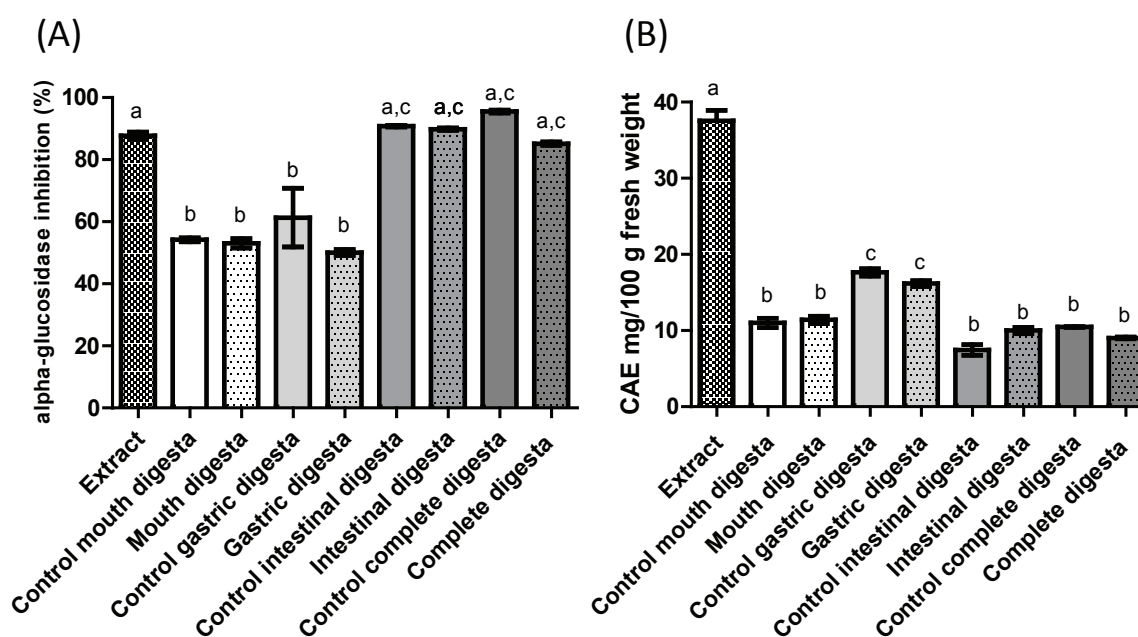 (A)
alpha-glucosidase inhibition (%)
100
80
60
40
20
0
a
b
b
b
b
a,c
a,c
a,c
a,c
Extract
Control mouth digesta
Mouth digesta
Control gastric digesta
Gastric digesta
Control intestinal digesta
Intestinal digesta
Control complete digesta
Complete digesta
(B)
CAE mg/100 g fresh weight
40
30
20
10
0
a
b
b
c
c
b
b
b
b
Extract
Control mouth digesta
Mouth digesta
Control gastric digesta
Gastric digesta
Control intestinal digesta
Intestinal digesta
Control complete digesta
Complete digesta